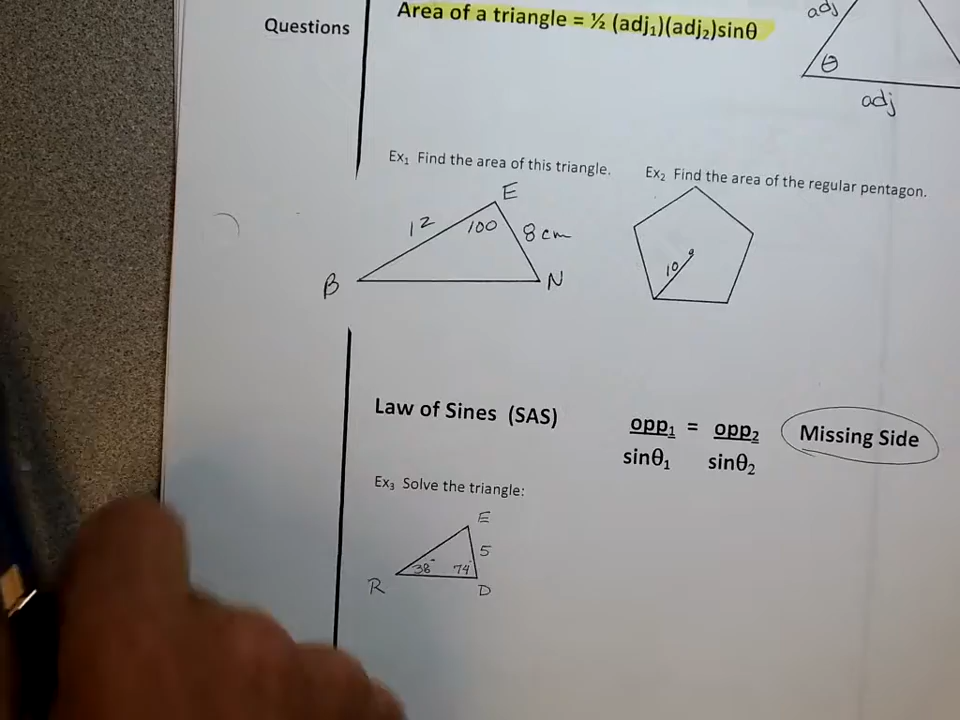 Questions
Area of a triangle = ½ (adj₁)(adj₂)sinθ
adj
θ
adj
Ex₁ Find the area of this triangle.
Ex₂ Find the area of the regular pentagon.
E
12
100
8 cm
B
N
10
Law of Sines (SAS)
opp₁ = opp₂
sinθ₁ sinθ₂
Missing Side
Ex₃ Solve the triangle:
E
5
38°
74°
R
D